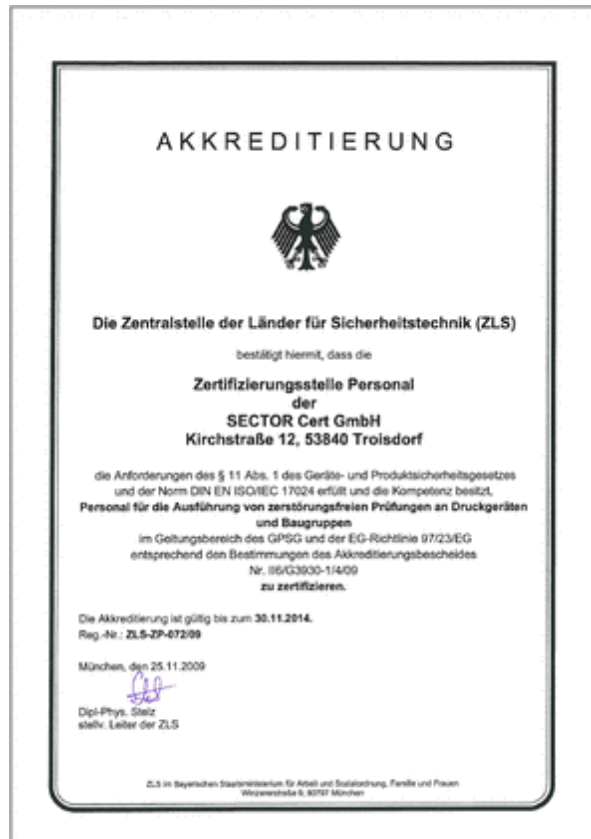 AKKREDITIERUNG
Die Zentralstelle der Länder für Sicherheitstechnik (ZLS)
bestätigt hiermit, dass die
Zertifizierungsstelle Personal
der
SECTOR Cert GmbH
Kirchstraße 12, 53840 Troisdorf
die Anforderungen des § 11 Abs. 1 des Geräte- und Produktsicherheitsgesetzes
und der Norm DIN EN ISO/IEC 17024 erfüllt und die Kompetenz besitzt,
Personal für die Ausführung von zerstörungsfreien Prüfungen an Druckgeräten
und Baugruppen
im Geltungsbereich des GPSG und der EG-Richtlinie 97/23/EG
entsprechend den Bestimmungen des Akkreditierungsbescheides
Nr. II6/G3930-1/4/09
zu zertifizieren.
Die Akkreditierung ist gültig bis zum 30.11.2014.
Reg.-Nr.: ZLS-ZP-072/09
München, den 25.11.2009
Dipl-Phys. Stelz
stellv. Leiter der ZLS
ZLS im Bayerischen Staatsministerium für Arbeit und Sozialordnung, Familie und Frauen
Winzererstraße 9, 80797 München